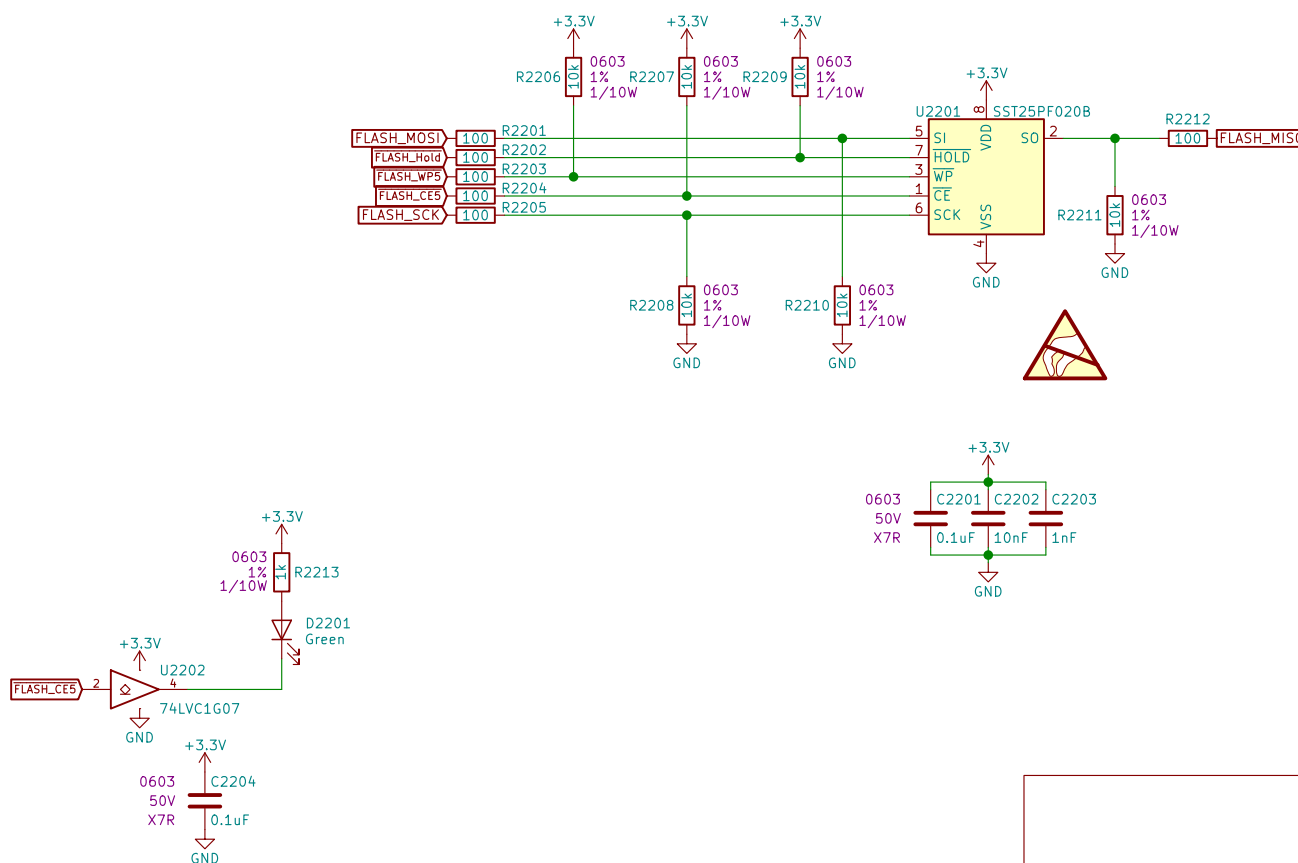 +3.3V +3.3V +3.3V
R2206 10k 0603 1% 1/10W
R2207 10k 0603 1% 1/10W
R2209 10k 0603 1% 1/10W
+3.3V
U2201 SST25PF020B
8 VDD
FLASH_MOSI 100 R2201 5 SI
FLASH_Hold 100 R2202 7 HOLD
FLASH_WP5 100 R2203 3 WP
FLASH_CE5 100 R2204 1 CE
FLASH_SCK 100 R2205 6 SCK
SO 2
R2212
100 FLASH_MISO
VSS 4
GND
R2211 10k 0603 1% 1/10W
GND
R2208 10k 0603 1% 1/10W
GND
R2210 10k 0603 1% 1/10W
GND
+3.3V
0603 50V X7R
C2201 0.1uF
C2202 10nF
C2203 1nF
GND
+3.3V
0603 1% 1/10W
1k R2213
D2201
Green
+3.3V
U2202
FLASH_CE5 2 4
74LVC1G07
GND
+3.3V
0603 50V X7R
C2204
0.1uF
GND